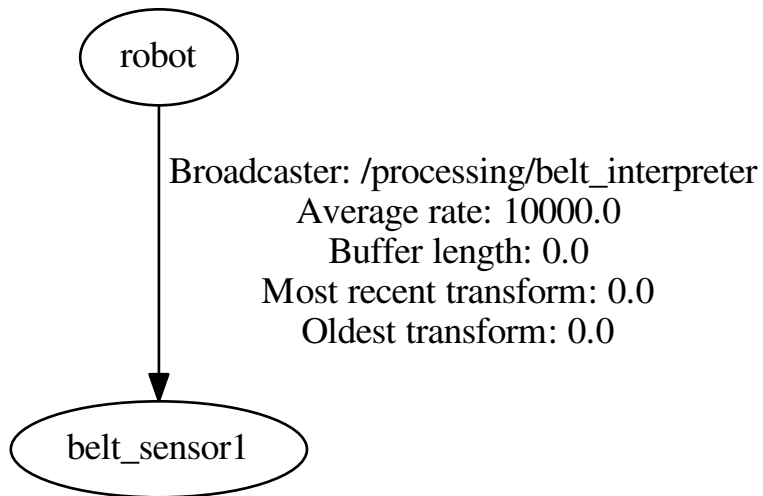 robot
Broadcaster: /processing/belt_interpreter
Average rate: 10000.0
Buffer length: 0.0
Most recent transform: 0.0
Oldest transform: 0.0
belt_sensor1